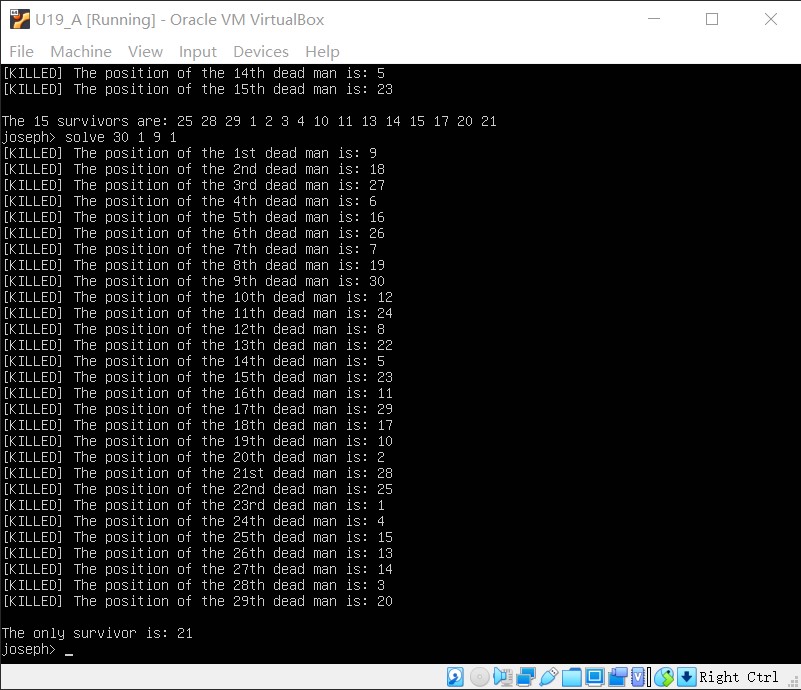 U19_A [Running] - Oracle VM VirtualBox
File Machine View Input Devices Help
[KILLED] The position of the 14th dead man is: 5
[KILLED] The position of the 15th dead man is: 23
The 15 survivors are: 25 28 29 1 2 3 4 10 11 13 14 15 17 20 21
joseph> solve 30 1 9 1
[KILLED] The position of the 1st dead man is: 9
[KILLED] The position of the 2nd dead man is: 18
[KILLED] The position of the 3rd dead man is: 27
[KILLED] The position of the 4th dead man is: 6
[KILLED] The position of the 5th dead man is: 16
[KILLED] The position of the 6th dead man is: 26
[KILLED] The position of the 7th dead man is: 7
[KILLED] The position of the 8th dead man is: 19
[KILLED] The position of the 9th dead man is: 30
[KILLED] The position of the 10th dead man is: 12
[KILLED] The position of the 11th dead man is: 24
[KILLED] The position of the 12th dead man is: 8
[KILLED] The position of the 13th dead man is: 22
[KILLED] The position of the 14th dead man is: 5
[KILLED] The position of the 15th dead man is: 23
[KILLED] The position of the 16th dead man is: 11
[KILLED] The position of the 17th dead man is: 29
[KILLED] The position of the 18th dead man is: 17
[KILLED] The position of the 19th dead man is: 10
[KILLED] The position of the 20th dead man is: 2
[KILLED] The position of the 21st dead man is: 28
[KILLED] The position of the 22nd dead man is: 25
[KILLED] The position of the 23rd dead man is: 1
[KILLED] The position of the 24th dead man is: 4
[KILLED] The position of the 25th dead man is: 15
[KILLED] The position of the 26th dead man is: 13
[KILLED] The position of the 27th dead man is: 14
[KILLED] The position of the 28th dead man is: 3
[KILLED] The position of the 29th dead man is: 20
The only survivor is: 21
joseph> _
Right Ctrl